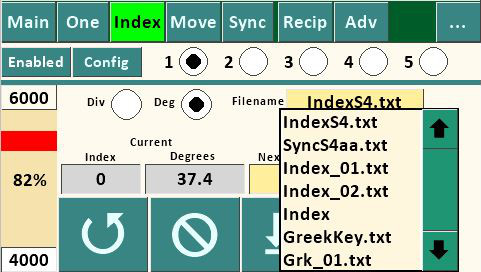 Main One Index Move Sync Recip Adv ...
Enabled Config 1 2 3 4 5
6000 Div Deg Filename IndexS4.txt
IndexS4.txt
SyncS4aa.txt
Current
Index_01.txt
Index Degrees Nex
82% 0 37.4
Index_02.txt
Index
GreekKey.txt
4000
Grk_01.txt